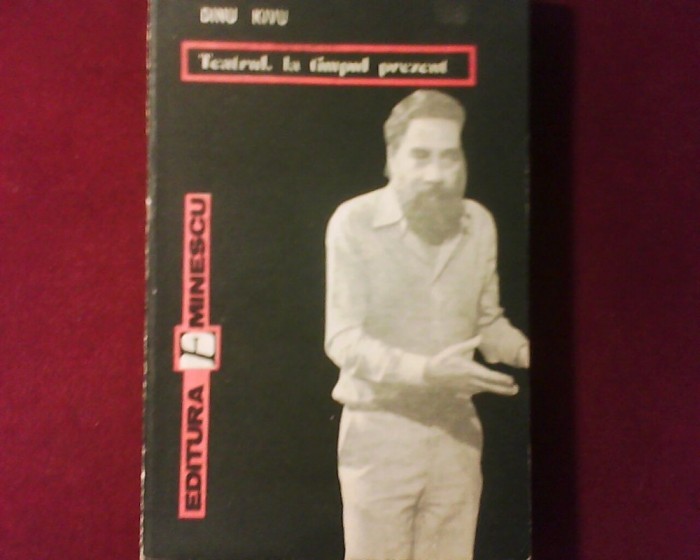 DINU KIVU
Teatrul, la timpul prezent
EDITURA EMINESCU